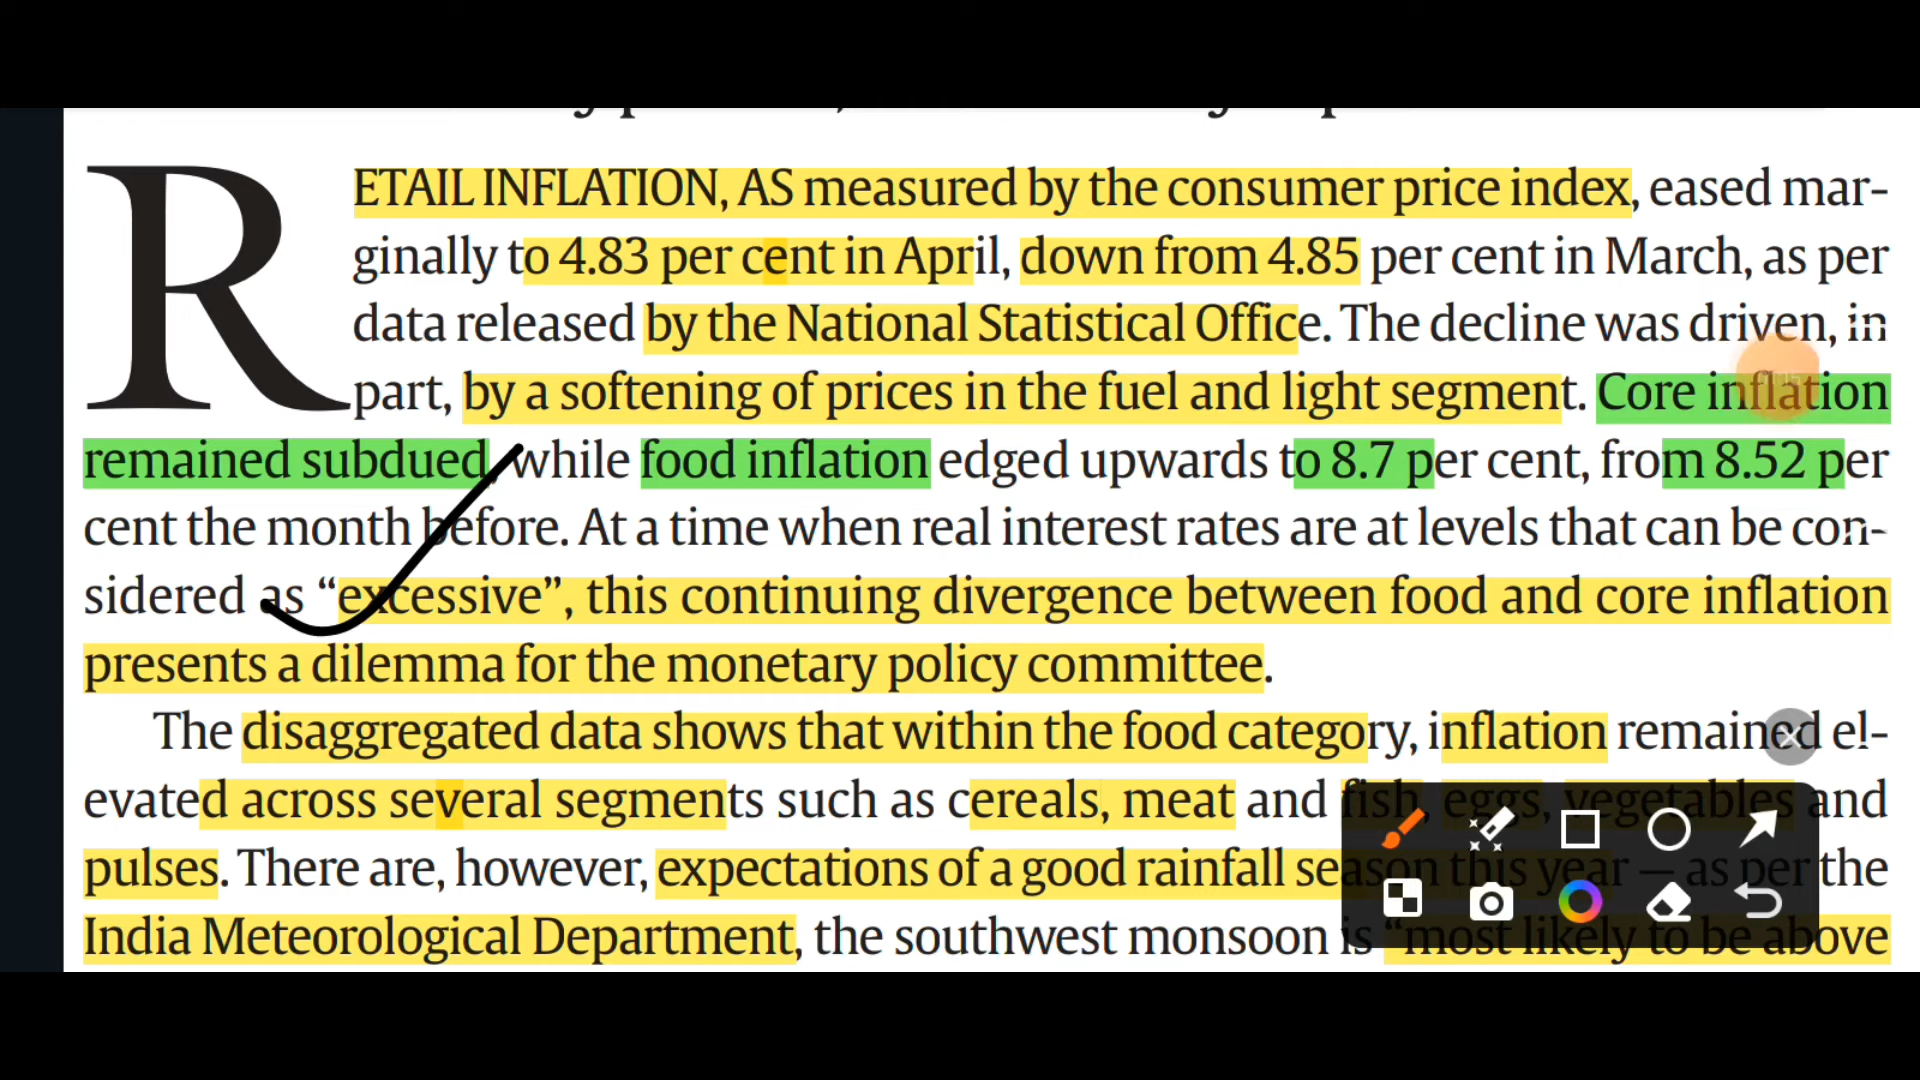 RETAIL INFLATION, AS measured by the consumer price index, eased mar-
ginally to 4.83 per cent in April, down from 4.85 per cent in March, as per
data released by the National Statistical Office. The decline was driven, in
part, by a softening of prices in the fuel and light segment. Core inflation
remained subdued, while food inflation edged upwards to 8.7 per cent, from 8.52 per
cent the month before. At a time when real interest rates are at levels that can be con-
sidered as “excessive”, this continuing divergence between food and core inflation
presents a dilemma for the monetary policy committee.
The disaggregated data shows that within the food category, inflation remained el-
evated across several segments such as cereals, meat and fish, eggs, vegetables and
pulses. There are, however, expectations of a good rainfall season this year — as per the
India Meteorological Department, the southwest monsoon is “most likely to be above